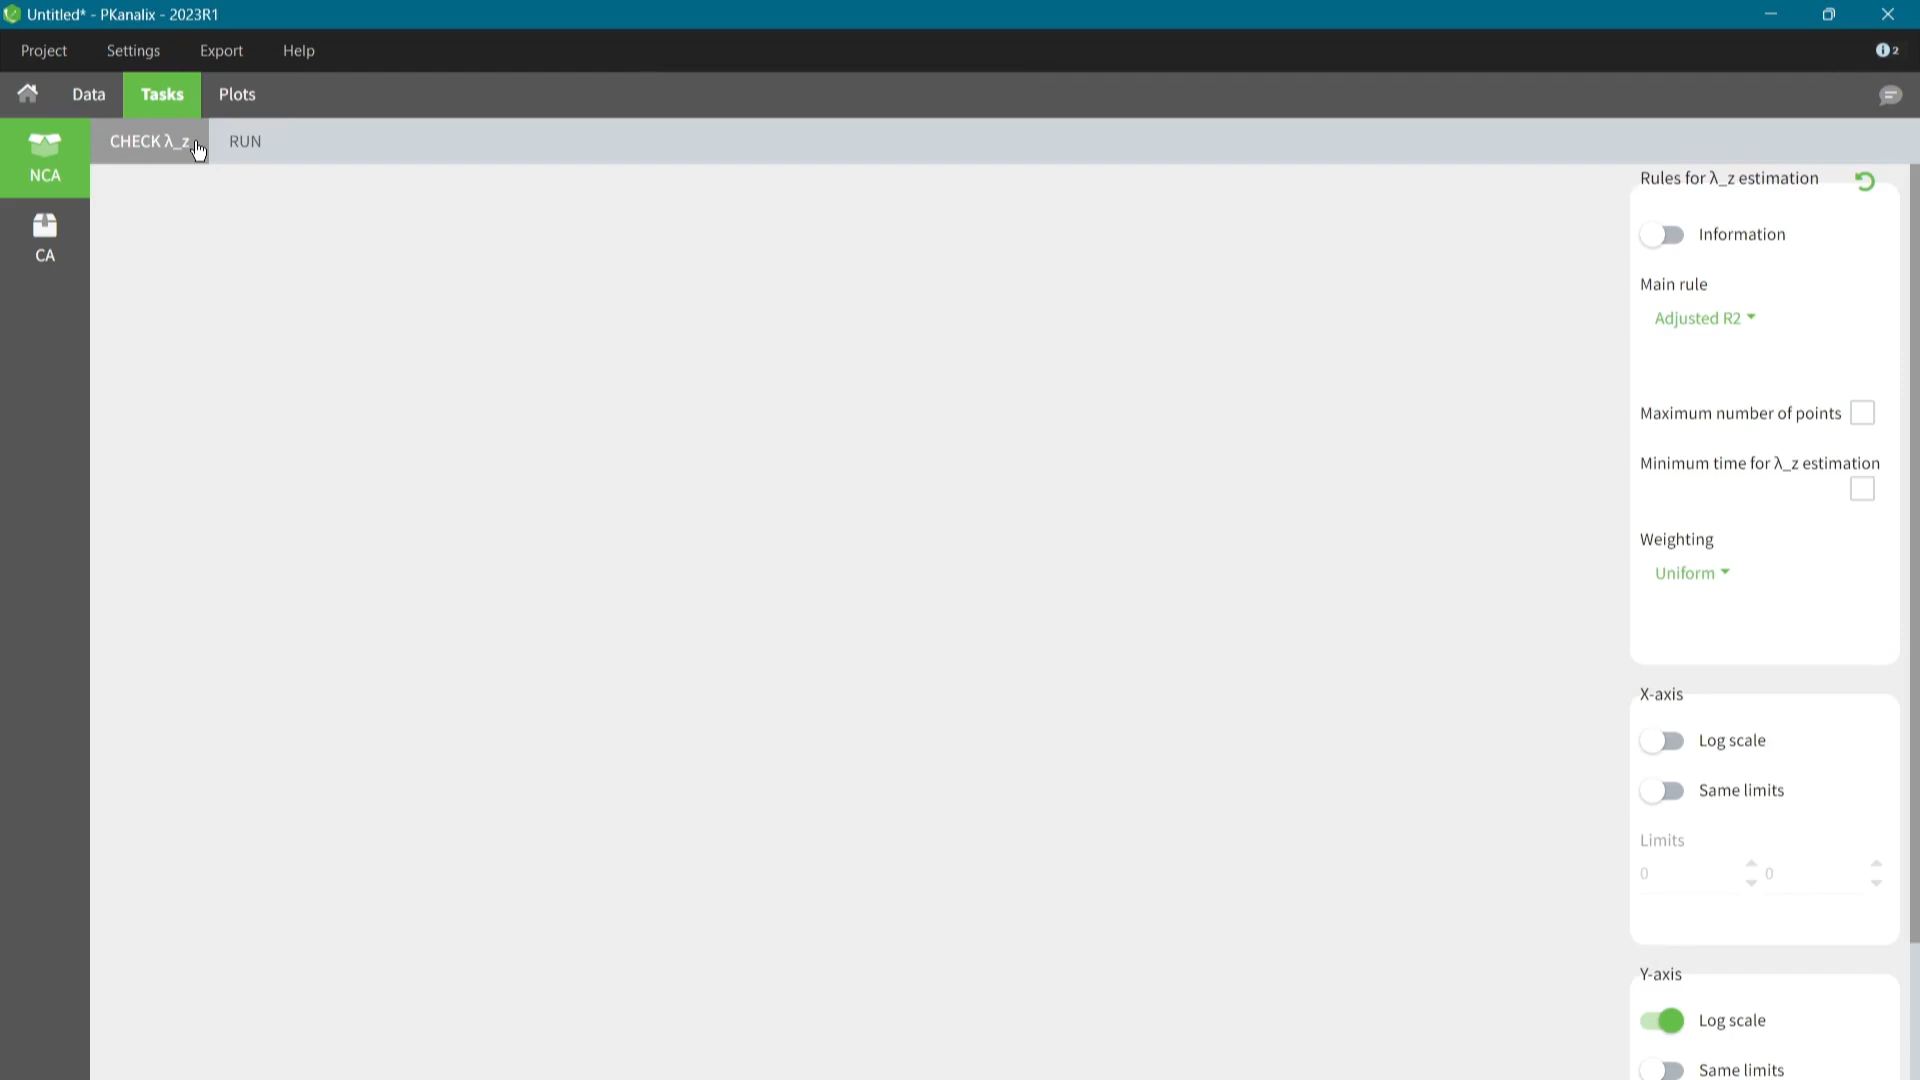 Untitled* - PKanalix - 2023R1
Project Settings Export Help
2
Data Tasks Plots
CHECK λ_z RUN
NCA
CA
Rules for λ_z estimation
Information
Main rule
Adjusted R2
Maximum number of points
Minimum time for λ_z estimation
Weighting
Uniform
X-axis
Log scale
Same limits
Limits
0 0
Y-axis
Log scale
Same limits